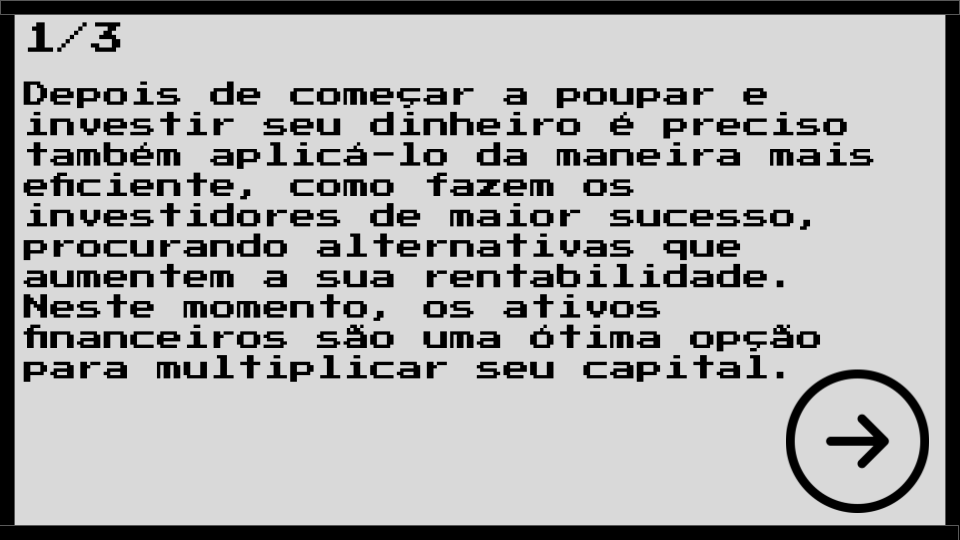 1/3
Depois de começar a poupar e
investir seu dinheiro é preciso
também aplicá-lo da maneira mais
eficiente, como fazem os
investidores de maior sucesso,
procurando alternativas que
aumentem a sua rentabilidade.
Neste momento, os ativos
financeiros são uma ótima opção
para multiplicar seu capital.